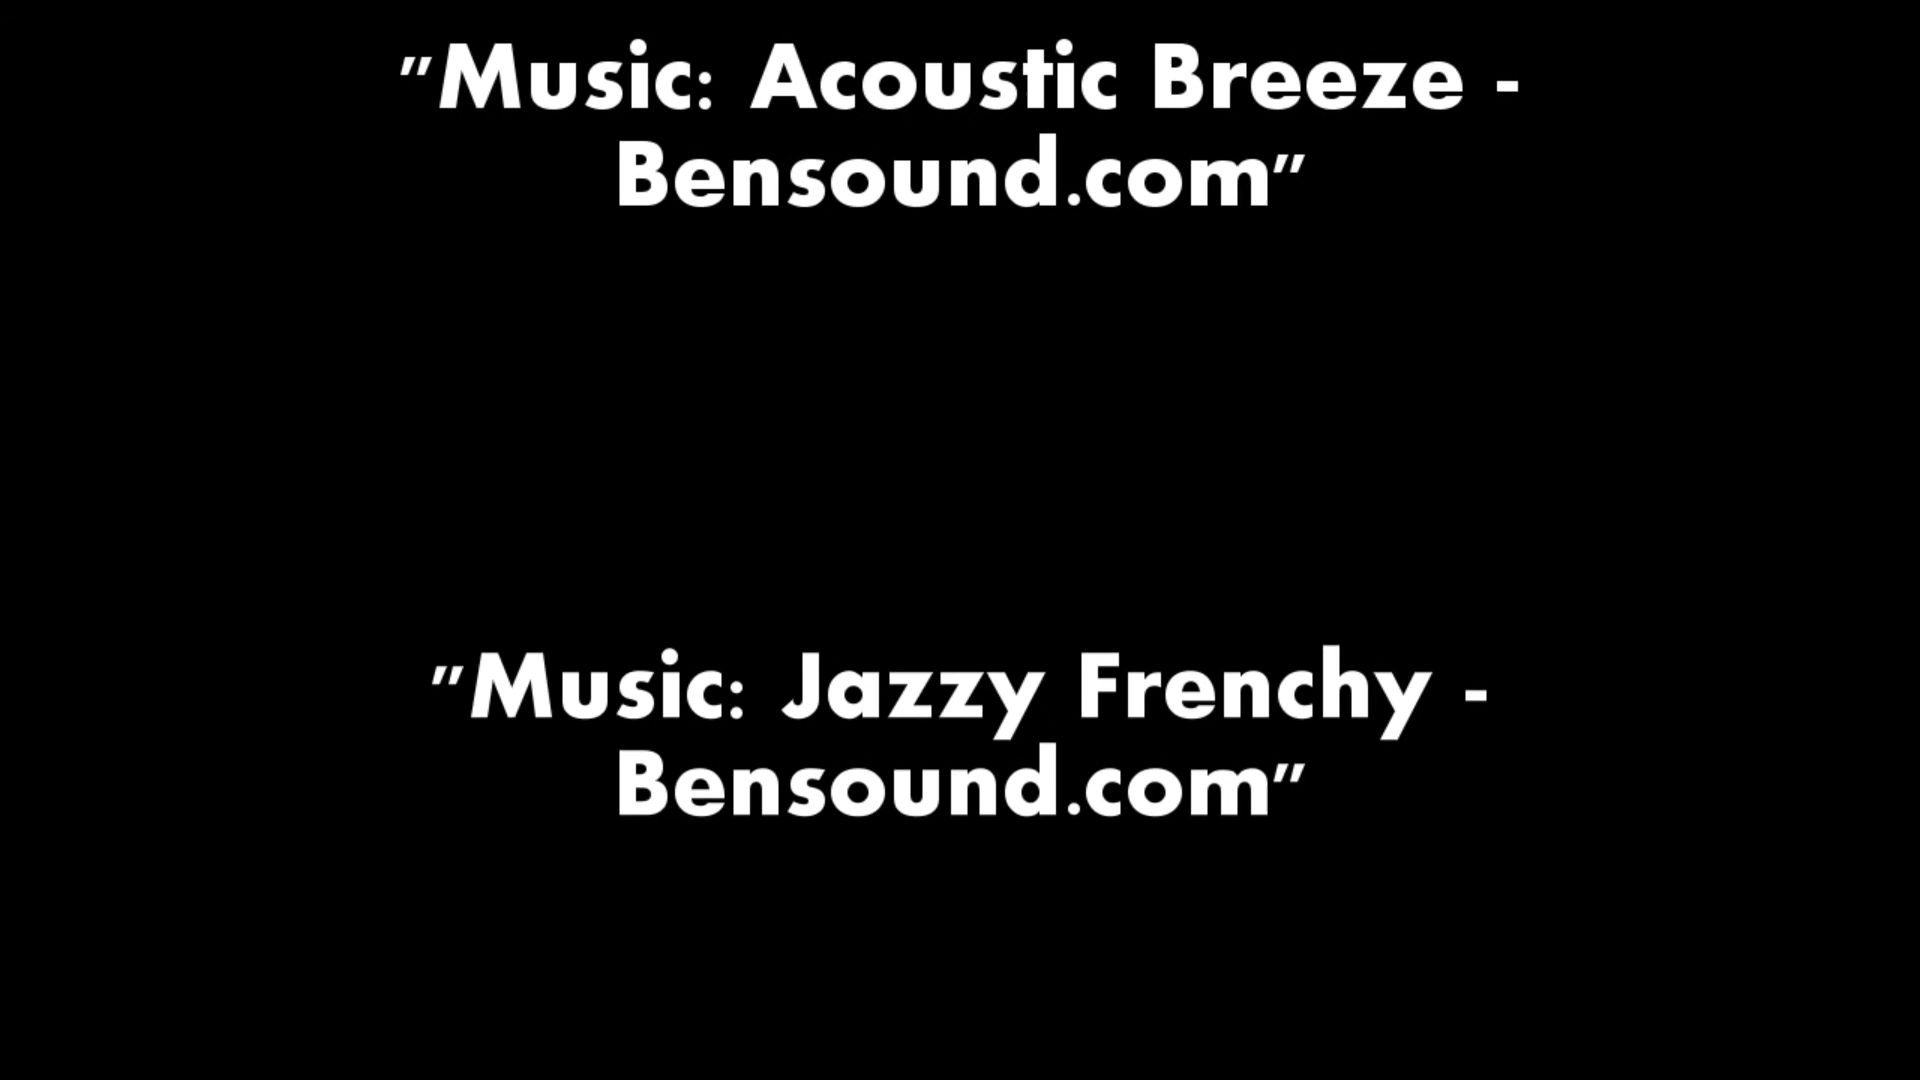 "Music: Acoustic Breeze -
Bensound.com"
"Music: Jazzy Frenchy -
Bensound.com"